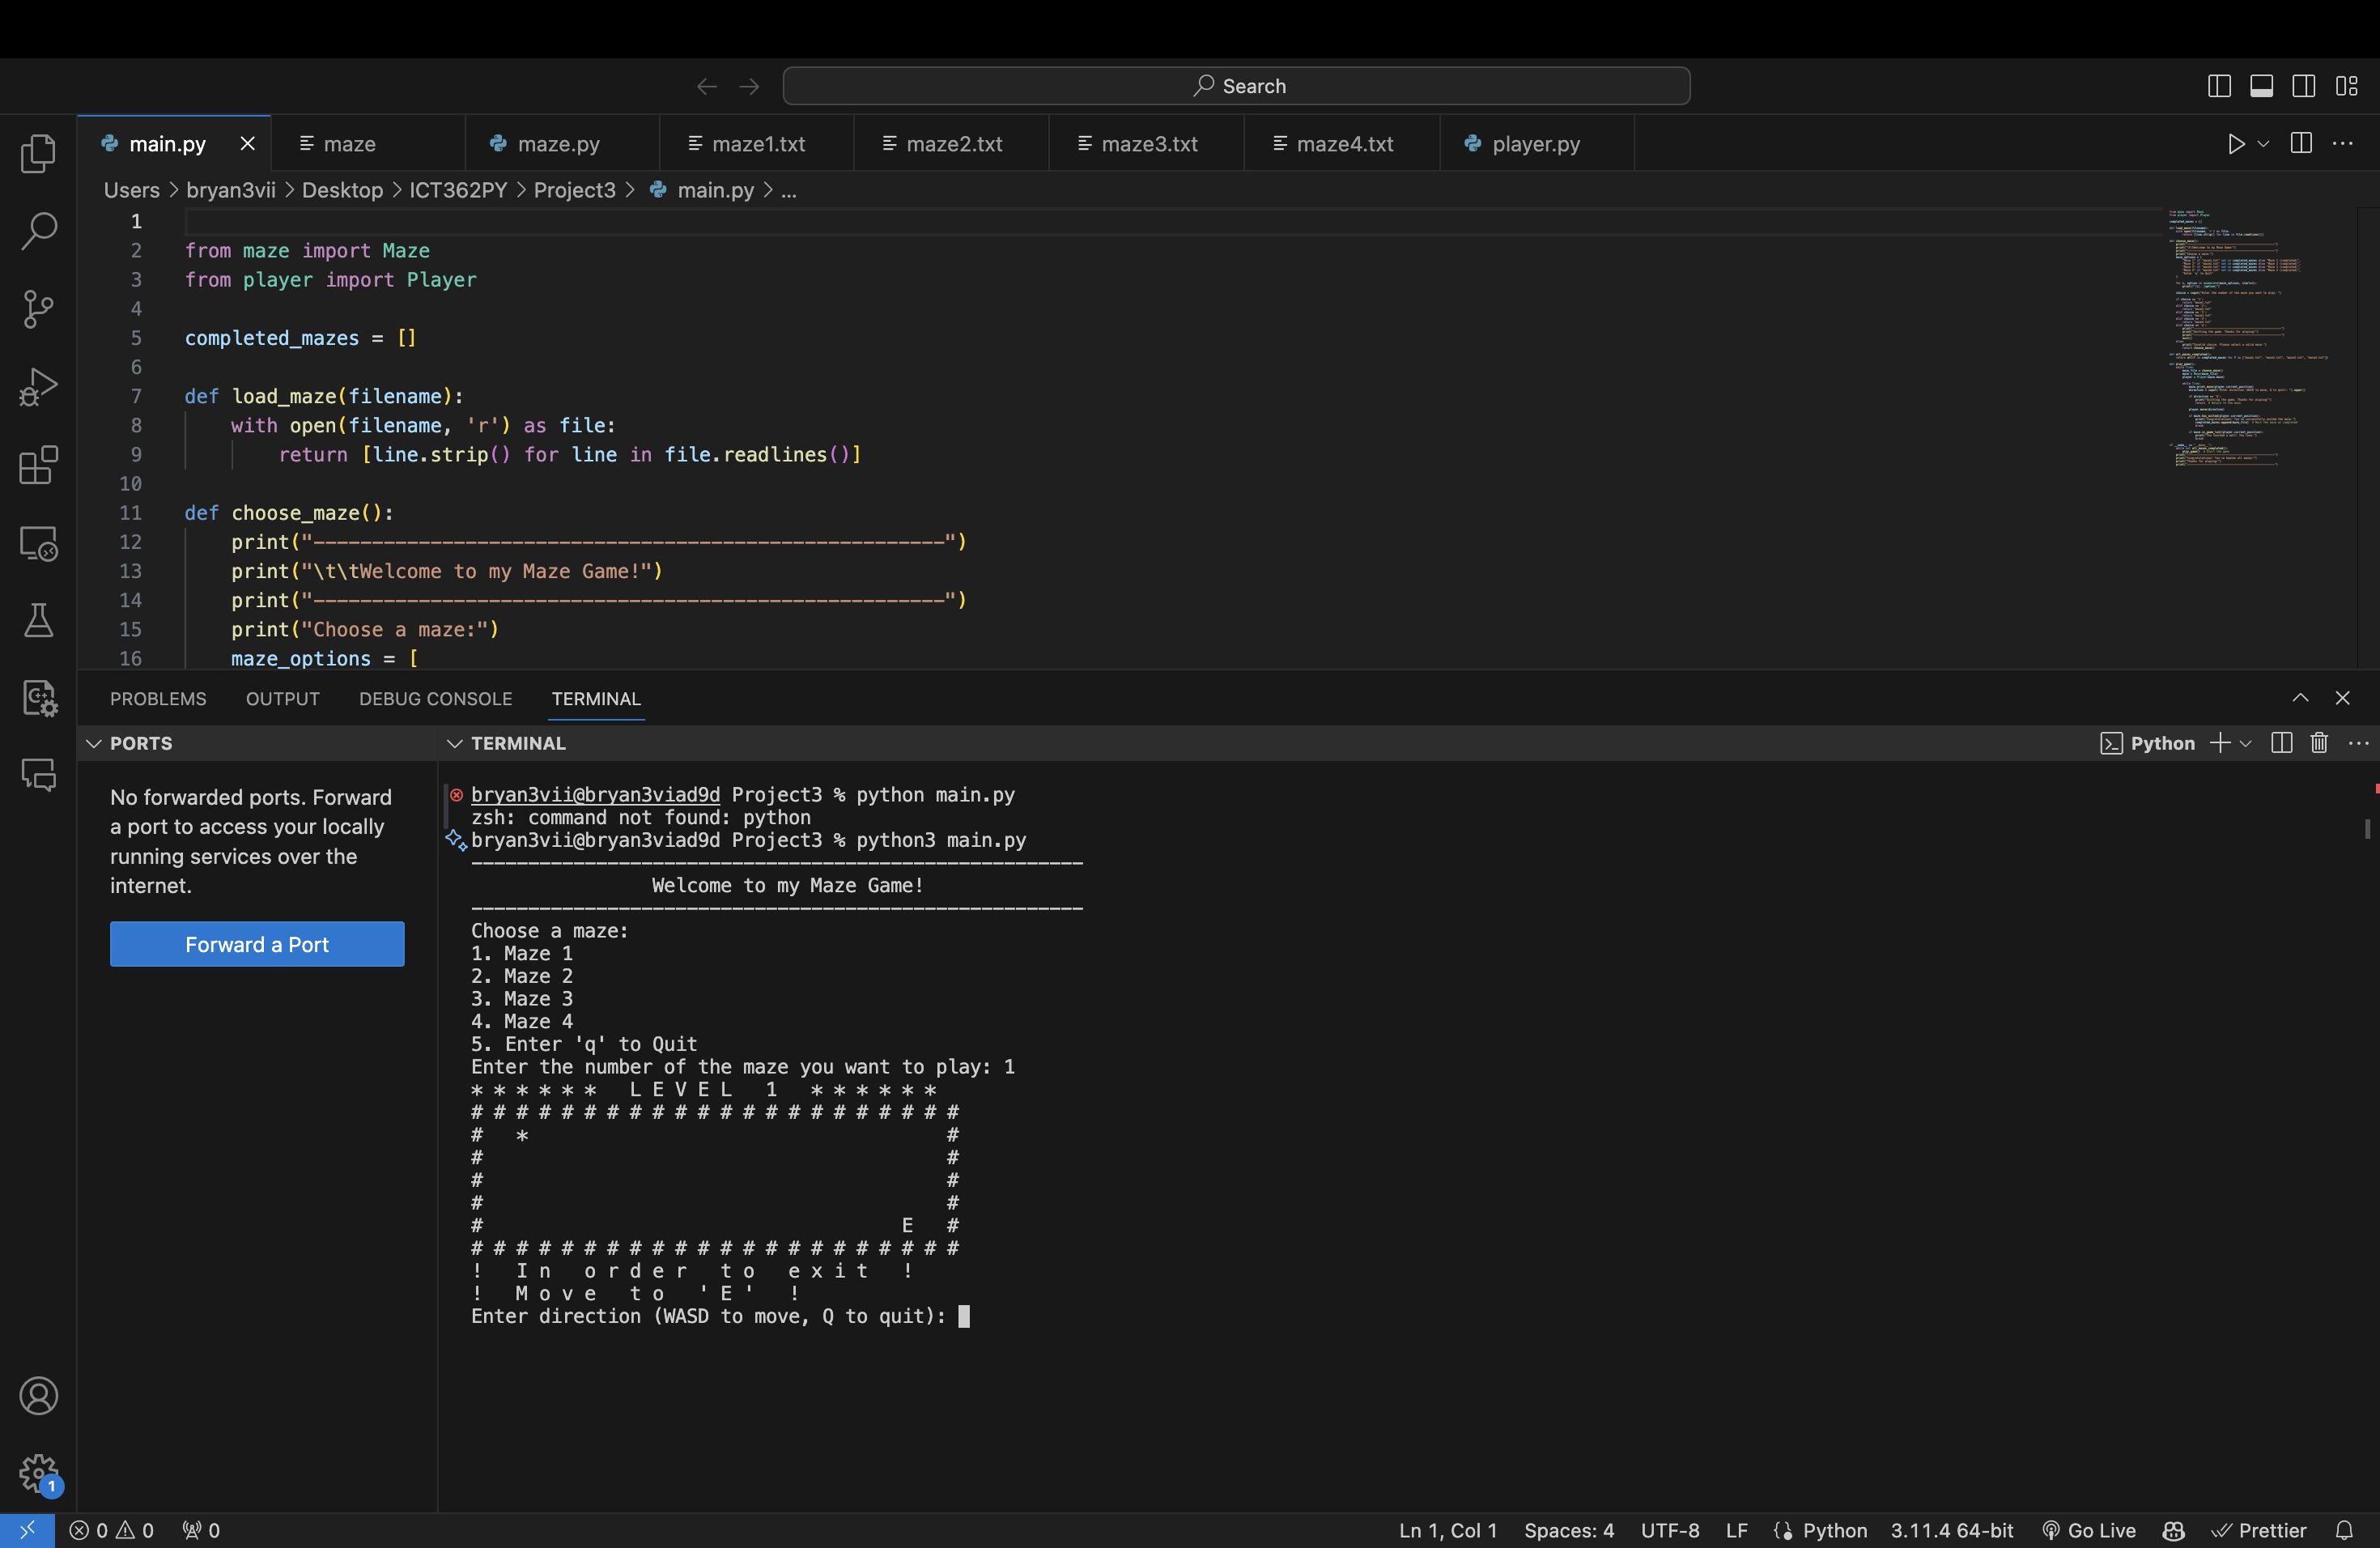 Search
main.py
maze
maze.py
maze1.txt
maze2.txt
maze3.txt
maze4.txt
player.py
Users > bryan3vii > Desktop > ICT362PY > Project3 > main.py > ...
1
2 from maze import Maze
3 from player import Player
4
5 completed_mazes = []
6
7 def load_maze(filename):
8     with open(filename, 'r') as file:
9         return [line.strip() for line in file.readlines()]
10
11 def choose_maze():
12     print("------------------------------------------------------")
13     print("\t\tWelcome to my Maze Game!")
14     print("------------------------------------------------------")
15     print("Choose a maze:")
16     maze_options = [
PROBLEMS OUTPUT DEBUG CONSOLE TERMINAL
PORTS
No forwarded ports. Forward
a port to access your locally
running services over the
internet.
Forward a Port
TERMINAL
Python
bryan3vii@bryan3viad9d Project3 % python main.py
zsh: command not found: python
bryan3vii@bryan3viad9d Project3 % python3 main.py
------------------------------------------------------
                Welcome to my Maze Game!
------------------------------------------------------
Choose a maze:
1. Maze 1
2. Maze 2
3. Maze 3
4. Maze 4
5. Enter 'q' to Quit
Enter the number of the maze you want to play: 1
* * * * * *   L E V E L   1   * * * * * *
# # # # # # # # # # # # # # # # # # # # # #
#   *                                     #
#                                         #
#                                         #
#                                         #
#                                     E   #
# # # # # # # # # # # # # # # # # # # # # #
!   I n   o r d e r   t o   e x i t   !
!   M o v e   t o   ' E '   !
Enter direction (WASD to move, Q to quit):
1
0 0 0
Ln 1, Col 1 Spaces: 4 UTF-8 LF Python 3.11.4 64-bit Go Live Prettier